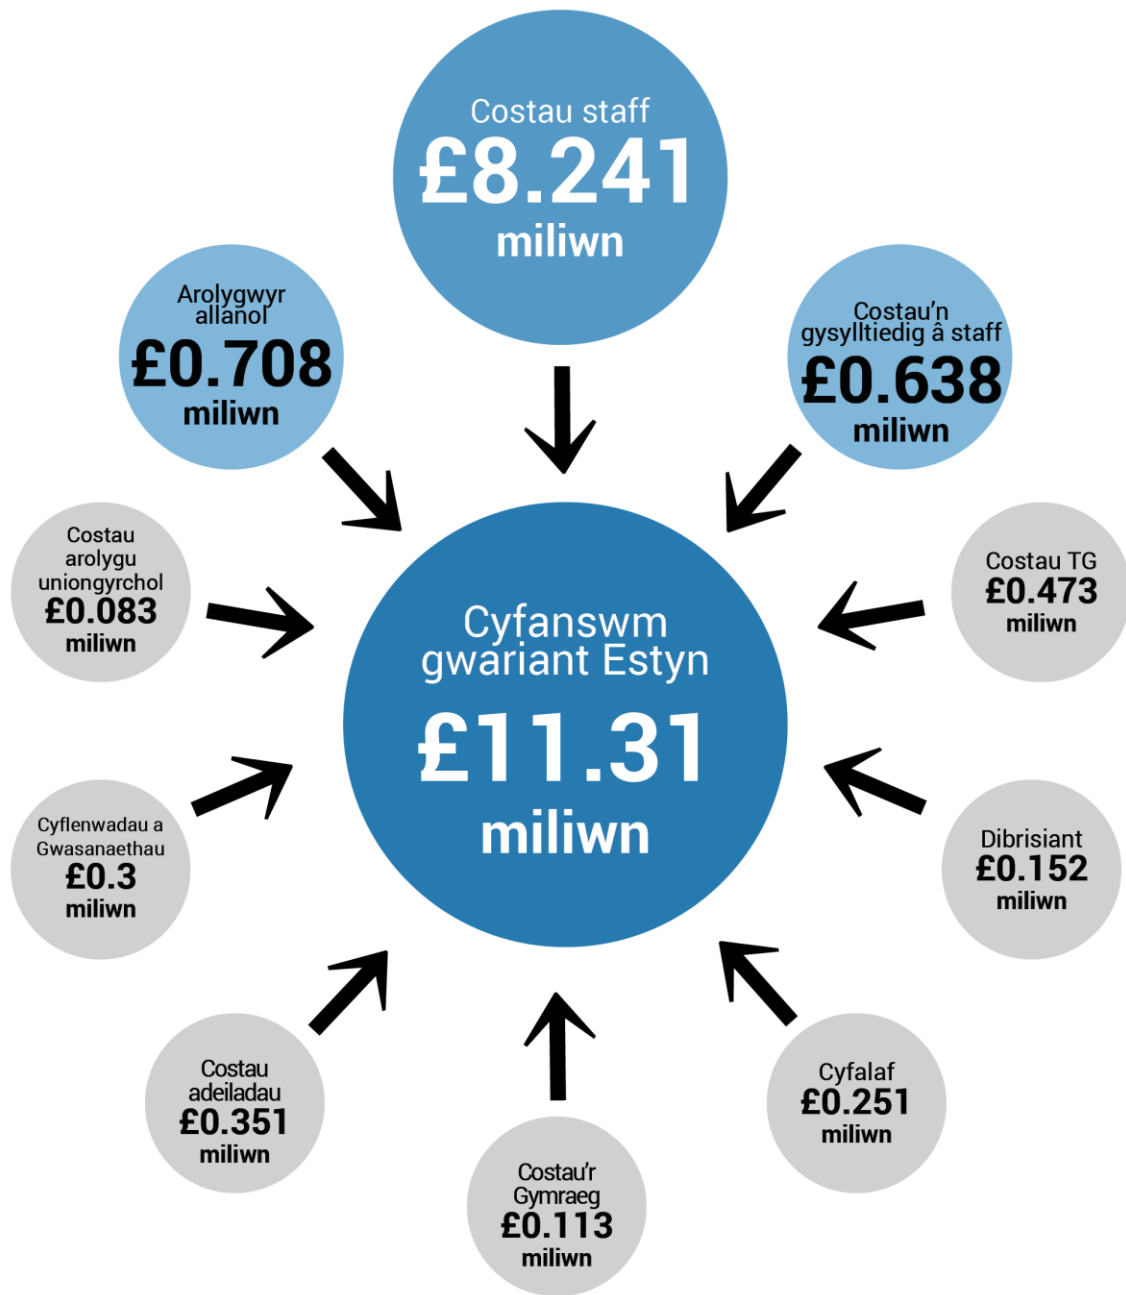 Costau staff
£8.241
miliwn
Arolygwyr
allanol
£0.708
miliwn
Costau'n
gysylltiedig â staff
£0.638
miliwn
Costau
arolygu
uniongyrchol
£0.083
miliwn
Costau TG
£0.473
miliwn
Cyfanswm
gwariant Estyn
£11.31
miliwn
Cyflenwadau a
Gwasanaethau
£0.3
miliwn
Dibrisiant
£0.152
miliwn
Costau
adeiladau
£0.351
miliwn
Cyfalaf
£0.251
miliwn
Costau'r
Gymraeg
£0.113
miliwn